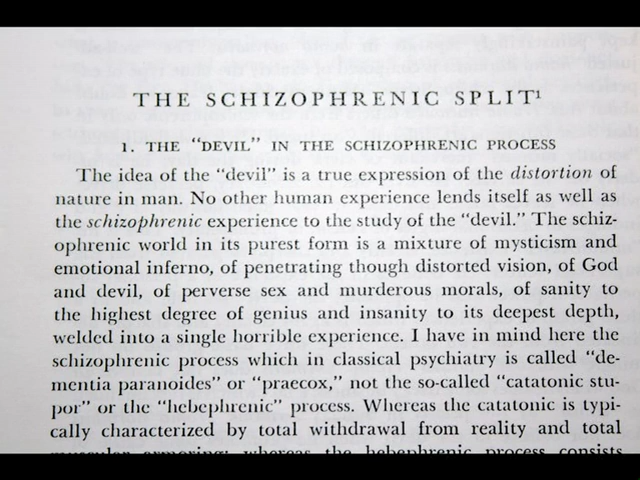 THE SCHIZOPHRENIC SPLIT¹
1. THE “DEVIL” IN THE SCHIZOPHRENIC PROCESS
The idea of the “devil” is a true expression of the distortion of
nature in man. No other human experience lends itself as well as
the schizophrenic experience to the study of the “devil.” The schiz-
ophrenic world in its purest form is a mixture of mysticism and
emotional inferno, of penetrating though distorted vision, of God
and devil, of perverse sex and murderous morals, of sanity to
the highest degree of genius and insanity to its deepest depth,
welded into a single horrible experience. I have in mind here the
schizophrenic process which in classical psychiatry is called “de-
mentia paranoides” or “praecox,” not the so-called “catatonic stu-
por” or the “hebephrenic” process. Whereas the catatonic is typi-
cally characterized by total withdrawal from reality and total
muscular armoring; whereas the hebephrenic process consists